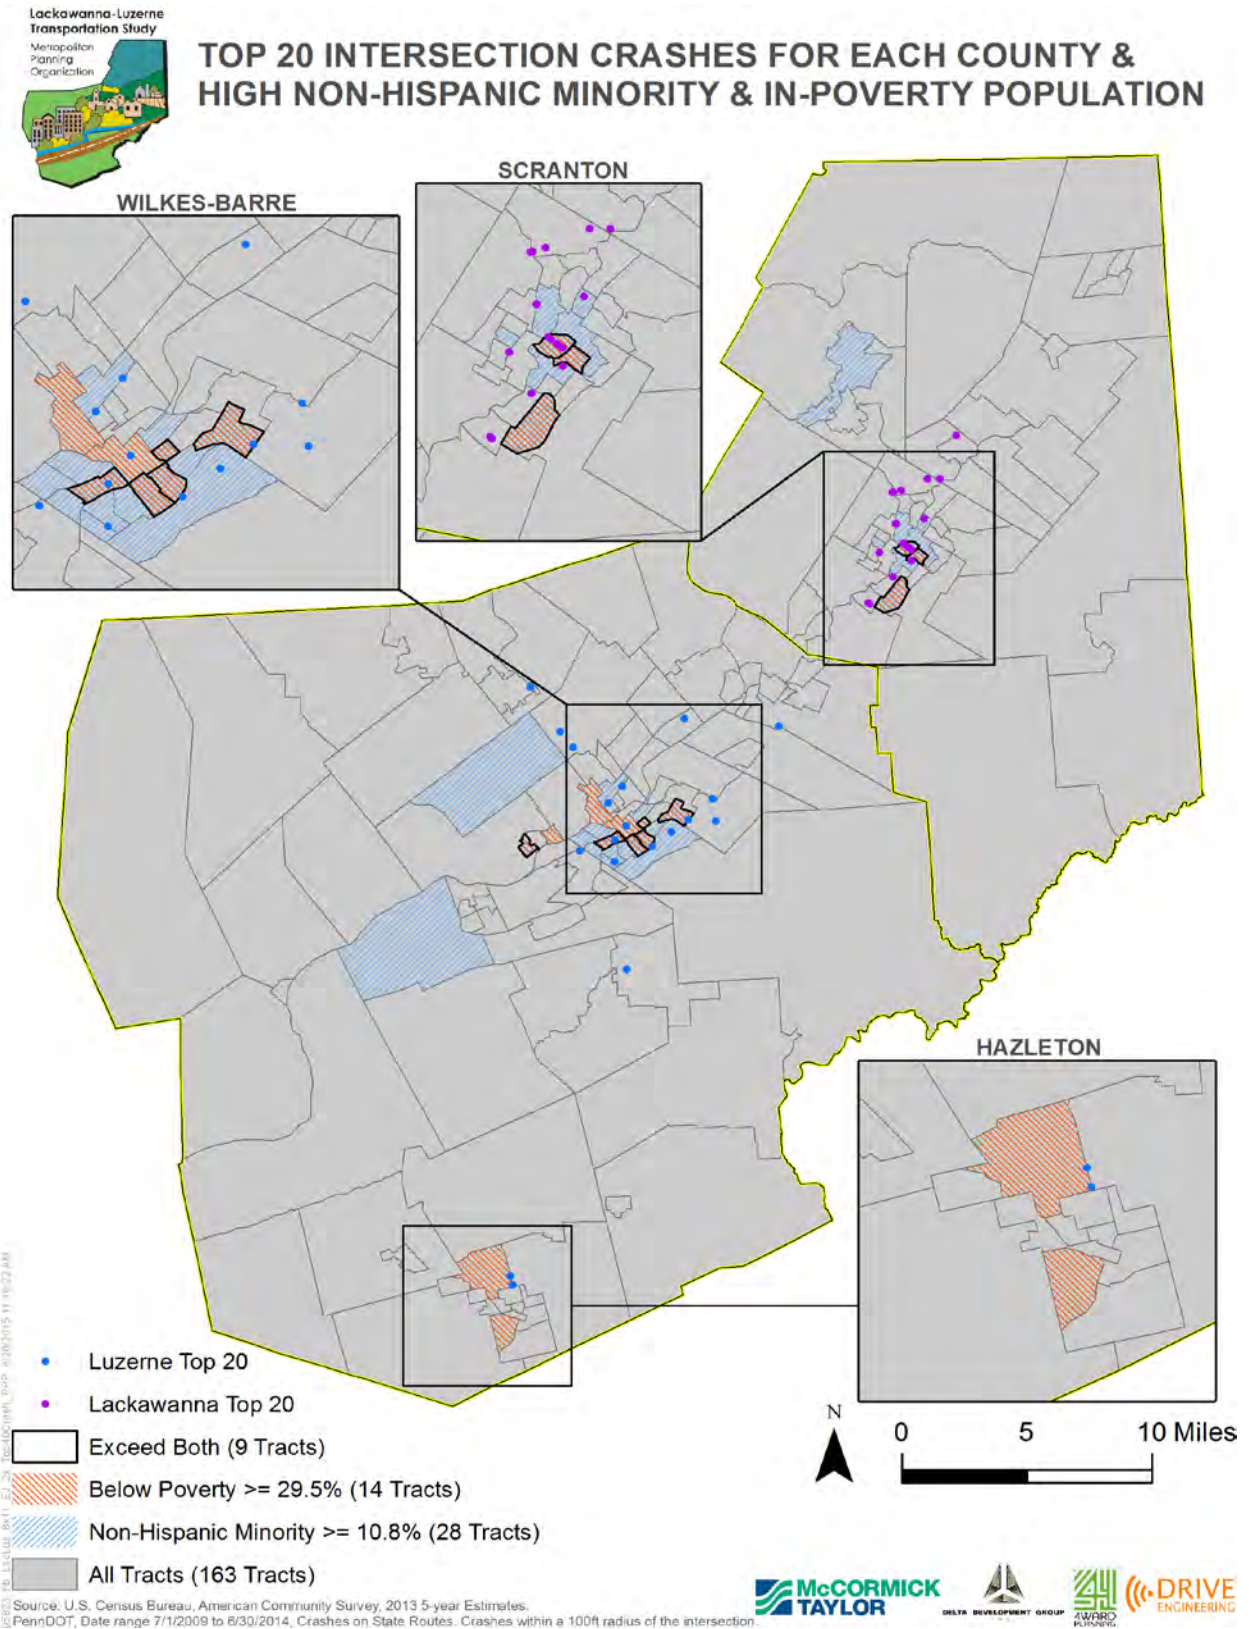 Lackawanna-Luzerne
Transportation Study
Metropolitan
Planning
Organization
TOP 20 INTERSECTION CRASHES FOR EACH COUNTY &
HIGH NON-HISPANIC MINORITY & IN-POVERTY POPULATION
WILKES-BARRE
SCRANTON
HAZLETON
Luzerne Top 20
Lackawanna Top 20
Exceed Both (9 Tracts)
Below Poverty >= 29.5% (14 Tracts)
Non-Hispanic Minority >= 10.8% (28 Tracts)
All Tracts (163 Tracts)
N
0 5 10 Miles
Source: U.S. Census Bureau, American Community Survey, 2013 5-year Estimates.
PennDOT, Date range 7/1/2009 to 6/30/2014, Crashes on State Routes. Crashes within a 100ft radius of the intersection
McCORMICK
TAYLOR
DELTA DEVELOPMENT GROUP
4WARD
PLANNING
DRIVE
ENGINEERING